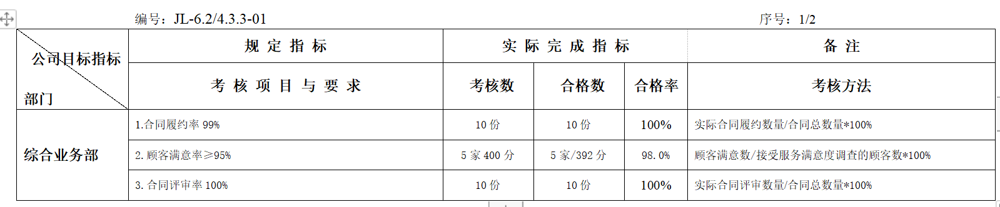 编号：JL-6.2/4.3.3-01 序号：1/2
公司目标指标 部门 规 定 指 标 实 际 完 成 指 标 备 注
考 核 项 目 与 要 求 考核数 合格数 合格率 考核方法
综合业务部 1.合同履约率 99% 10 份 10 份 100% 实际合同履约数量/合同总数量*100%
2.顾客满意率≥95% 5 家 400 分 5 家/392 分 98.0% 顾客满意数/接受服务满意度调查的顾客数*100%
3.合同评审率 100% 10 份 10 份 100% 实际合同评审数量/合同总数量*100%